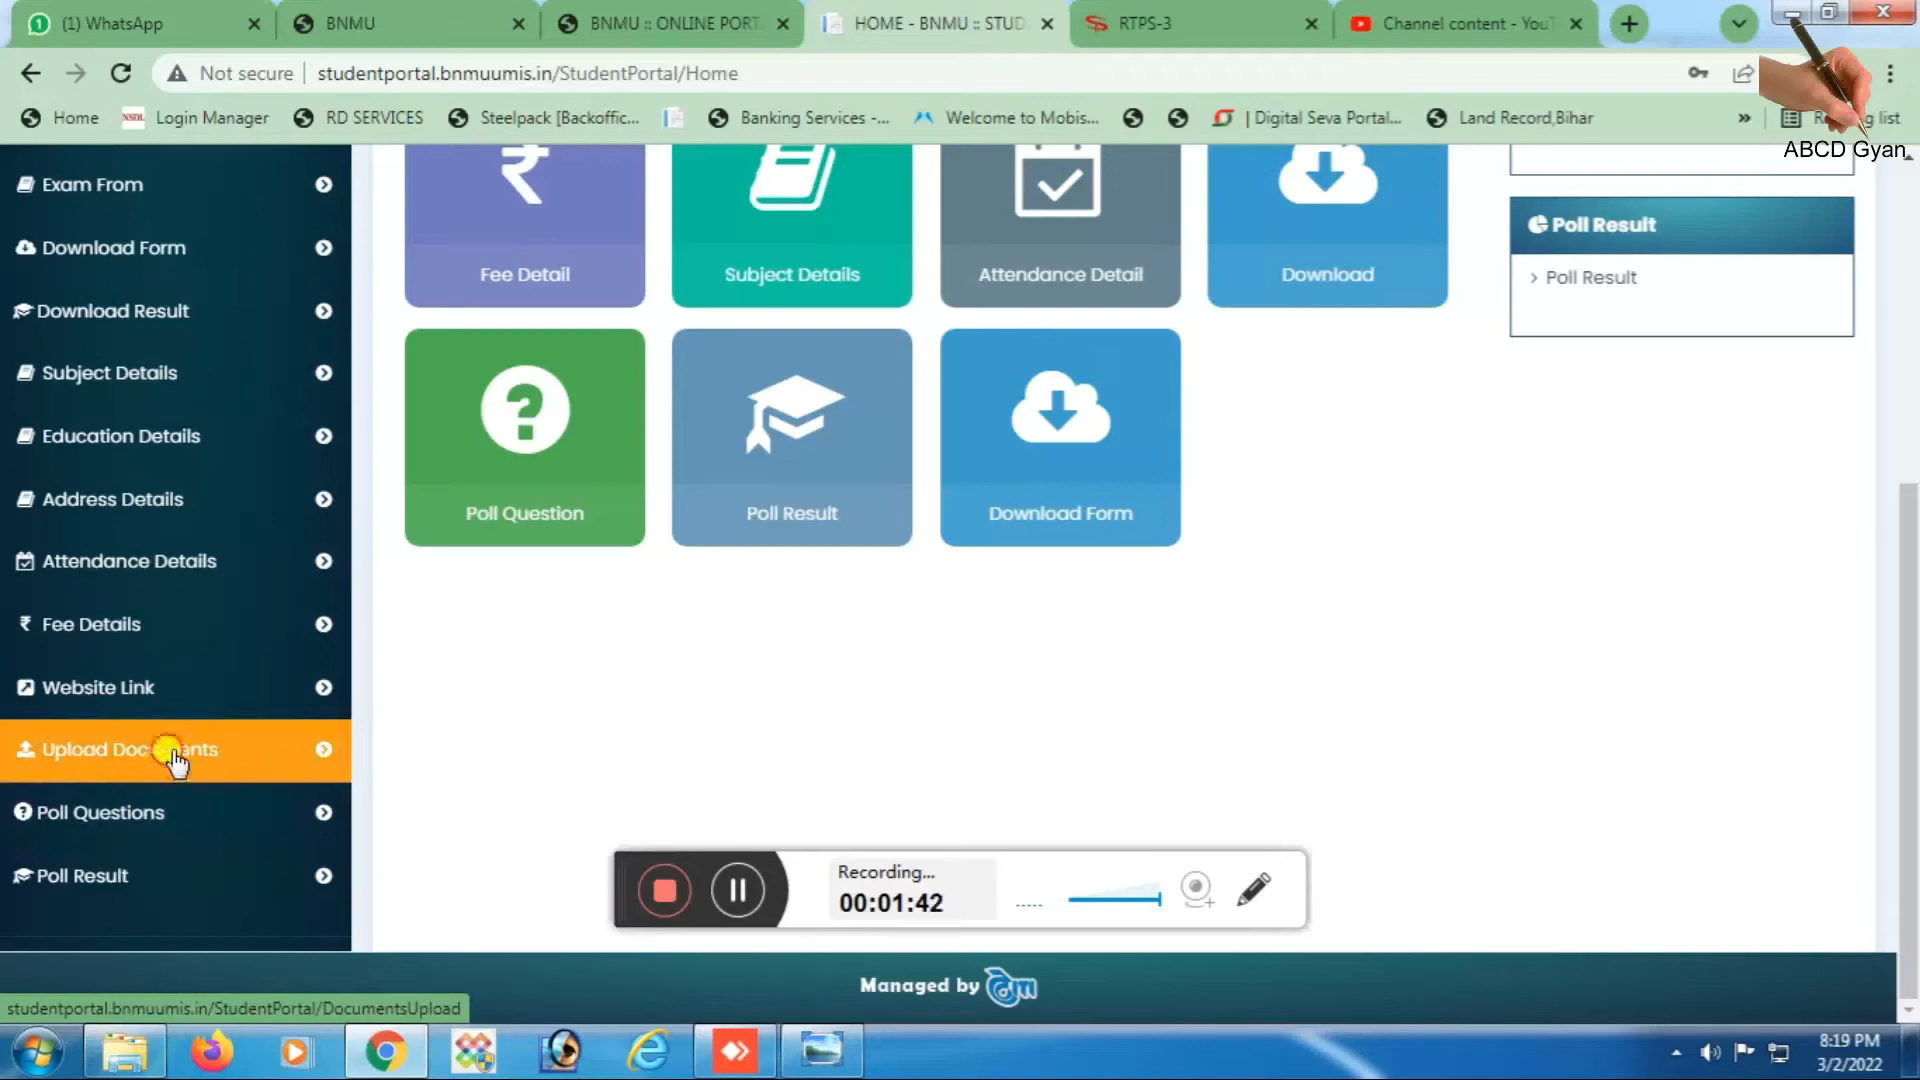 (1) WhatsApp
BNMU
BNMU :: ONLINE PORT
HOME - BNMU :: STUD
RTPS-3
Channel content - YouT
Not secure
studentportal.bnmuumis.in/StudentPortal/Home
Home
NSDL
Login Manager
RD SERVICES
Steelpack [Backoffic...
Banking Services -...
Welcome to Mobis...
| Digital Seva Portal...
Land Record,Bihar
»
list
ABCD Gyan
Exam From
Download Form
Download Result
Subject Details
Education Details
Address Details
Attendance Details
Fee Details
Website Link
Upload Documents
Poll Questions
Poll Result
Fee Detail
Subject Details
Attendance Detail
Download
Poll Question
Poll Result
Download Form
Poll Result
> Poll Result
Recording...
00:01:42
Managed by
studentportal.bnmuumis.in/StudentPortal/DocumentsUpload
8:19 PM
3/2/2022